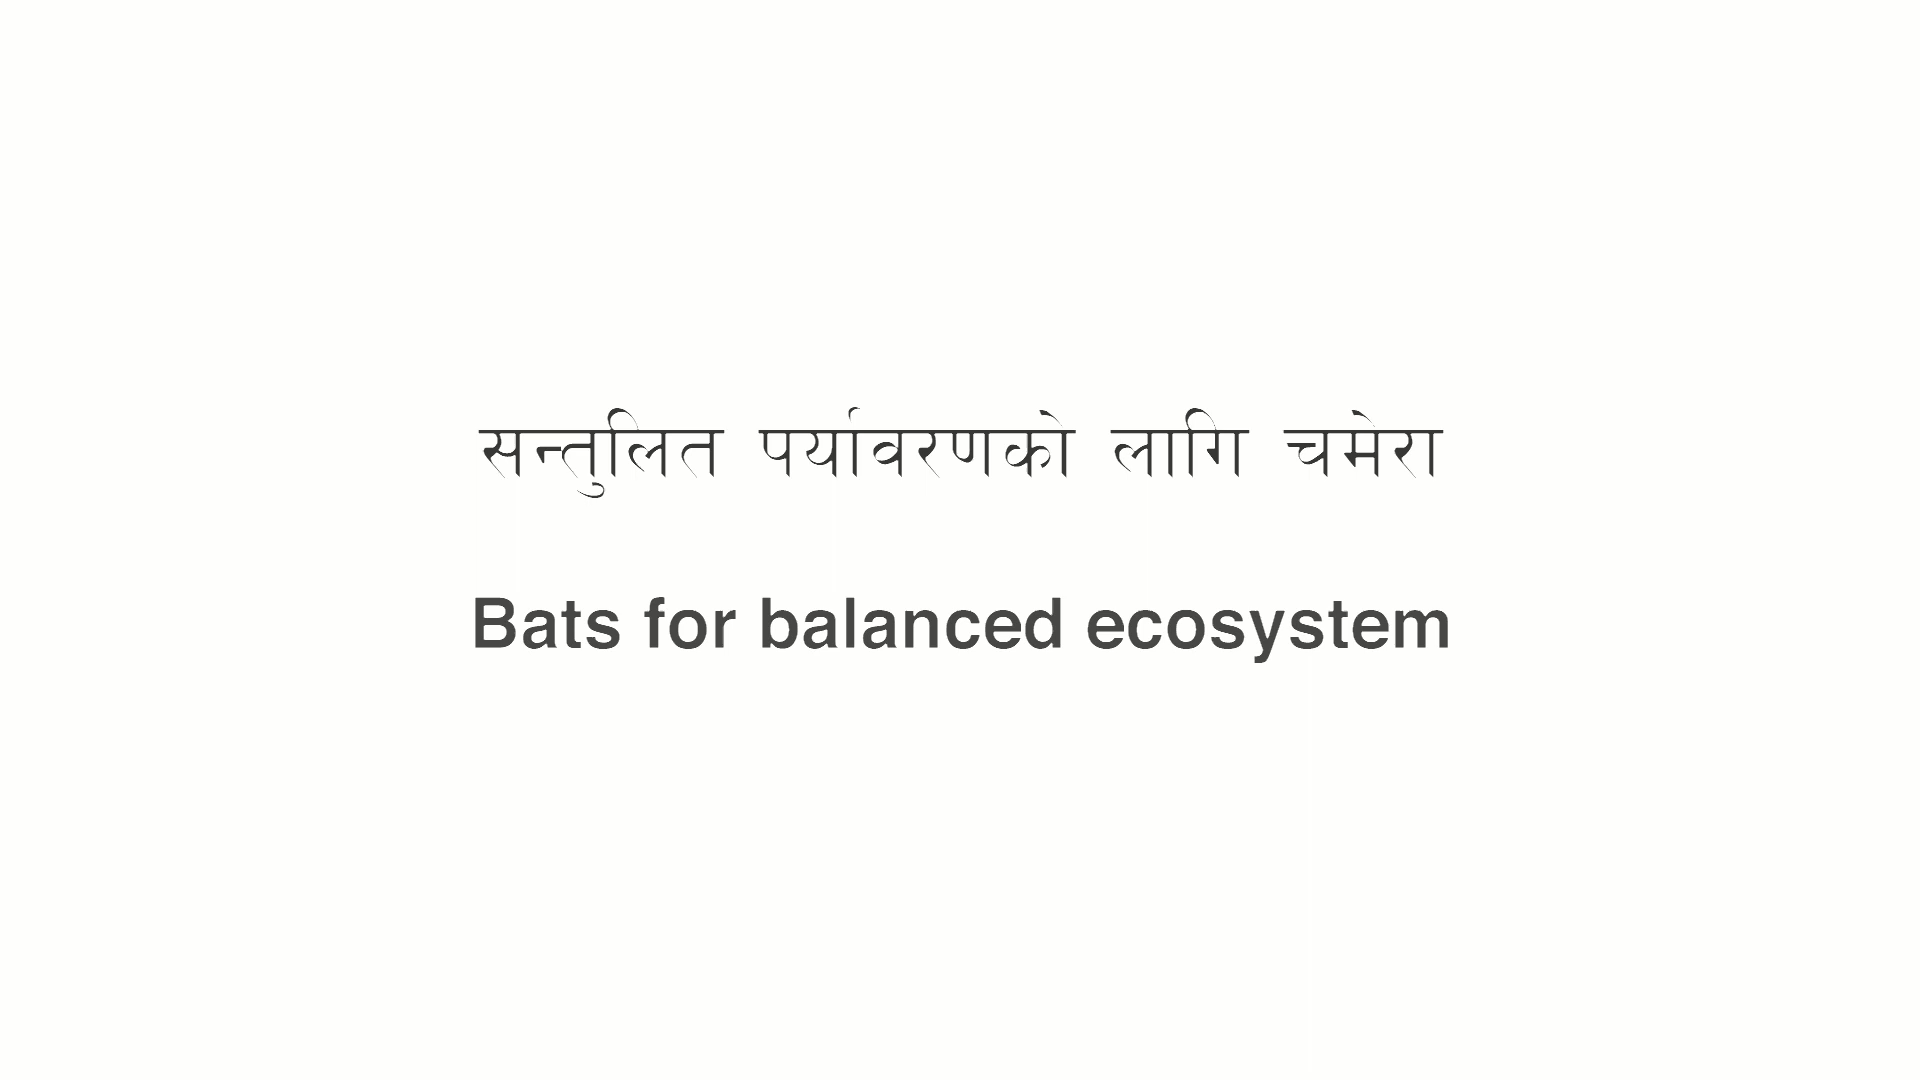 सन्तुलित पर्यावरणको लागि चमेरा
Bats for balanced ecosystem